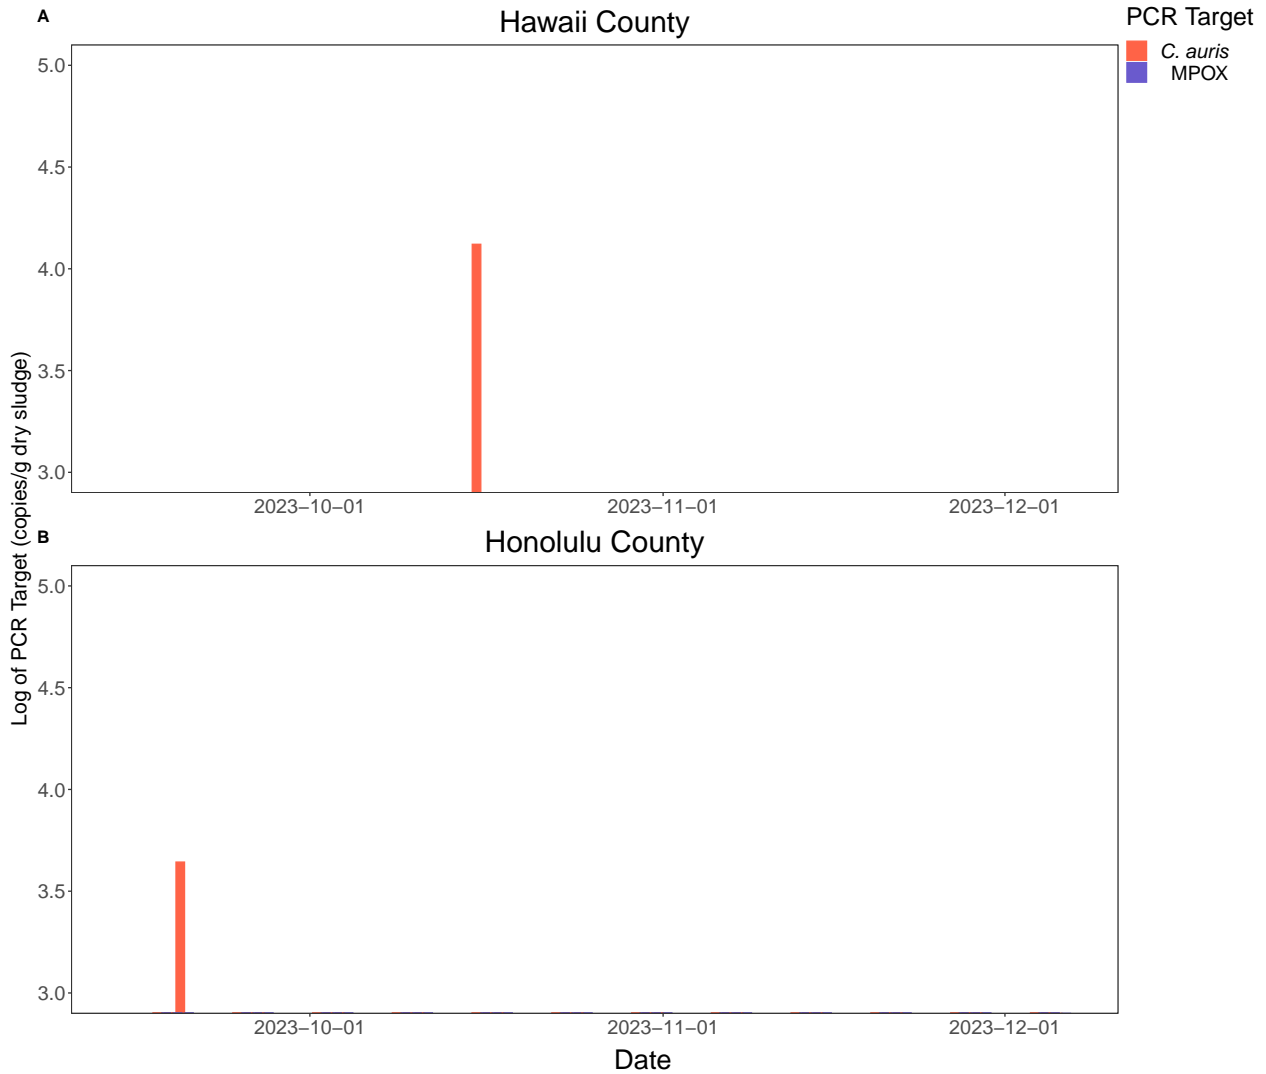 A
Hawaii County
PCR Target
C. auris
MPOX
5.0
4.5
4.0
3.5
3.0
2023−10−01 2023−11−01 2023−12−01
Log of PCR Target (copies/g dry sludge)
B
Honolulu County
5.0
4.5
4.0
3.5
3.0
2023−10−01 2023−11−01 2023−12−01
Date